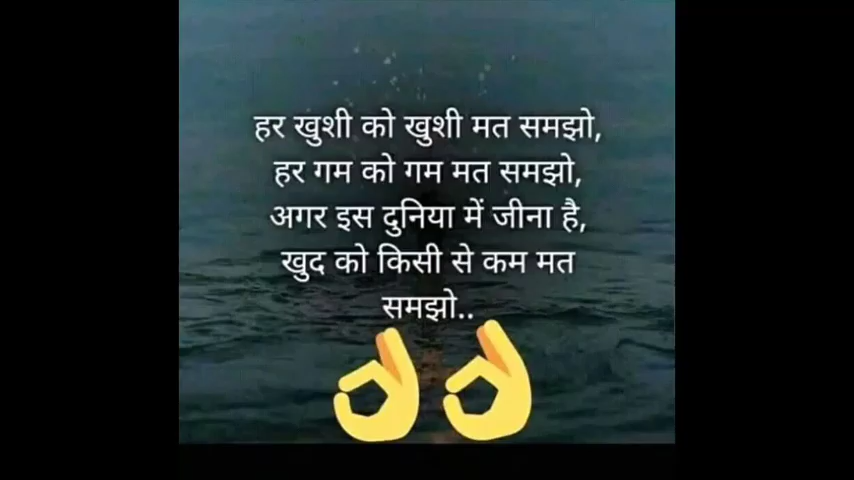 हर खुशी को खुशी मत समझो,
हर गम को गम मत समझो,
अगर इस दुनिया में जीना है,
खुद को किसी से कम मत
समझो..